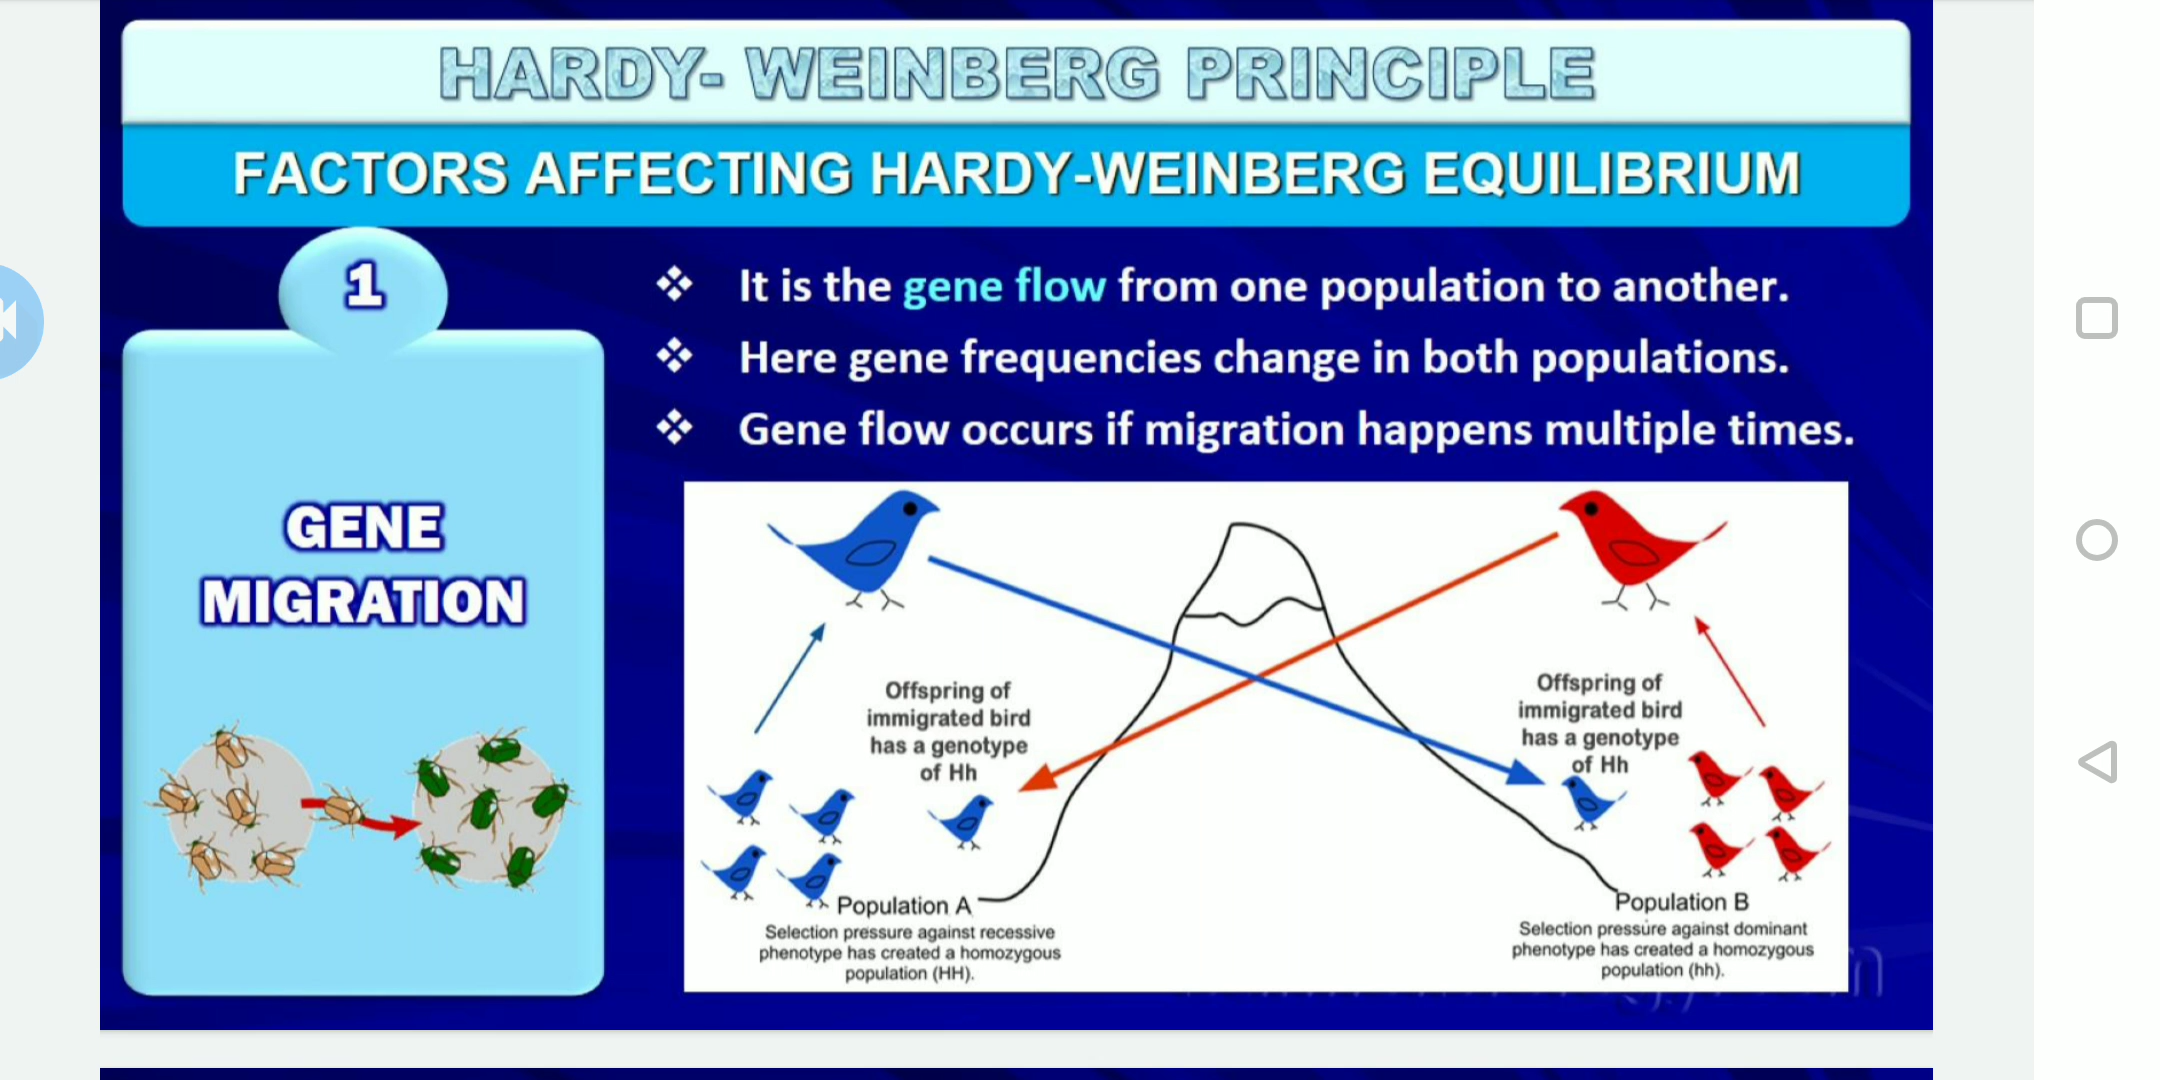 HARDY- WEINBERG PRINCIPLE
FACTORS AFFECTING HARDY-WEINBERG EQUILIBRIUM
1
GENE
MIGRATION
It is the gene flow from one population to another.
Here gene frequencies change in both populations.
Gene flow occurs if migration happens multiple times.
Offspring of
immigrated bird
has a genotype
of Hh
Offspring of
immigrated bird
has a genotype
of Hh
Population A
Selection pressure against recessive
phenotype has created a homozygous
population (HH).
Population B
Selection pressure against dominant
phenotype has created a homozygous
population (hh).